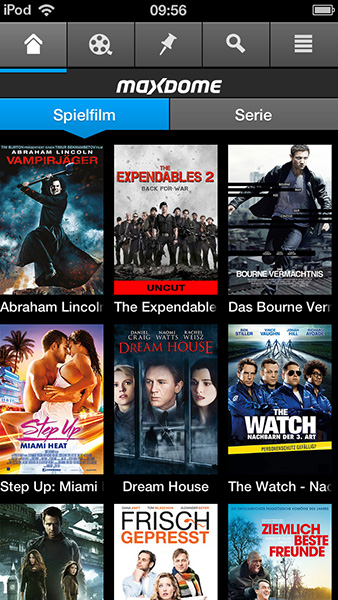 iPod 09:56
maxdome
Spielfilm Serie
ABRAHAM LINCOLN
VAMPIRJÄGER
THE
EXPENDABLES 2
BACK FOR WAR
UNCUT
BOURNE VERMÄCHTNIS
Abraham Lincoln The Expendable Das Bourne Ver
Step Up
MIAMI HEAT
DANIEL CRAIG NAOMI WATTS RACHEL WEISZ
DREAM HOUSE
BEN STILLER VINCE VAUGHN JONAH HILL RICHARD AYOADE
THE
WATCH
NACHBARN DER 3. ART
Step Up: Miami Dream House The Watch - Nac
FRISCH
GEPRESST
ZIEMLICH
BESTE
FREUNDE